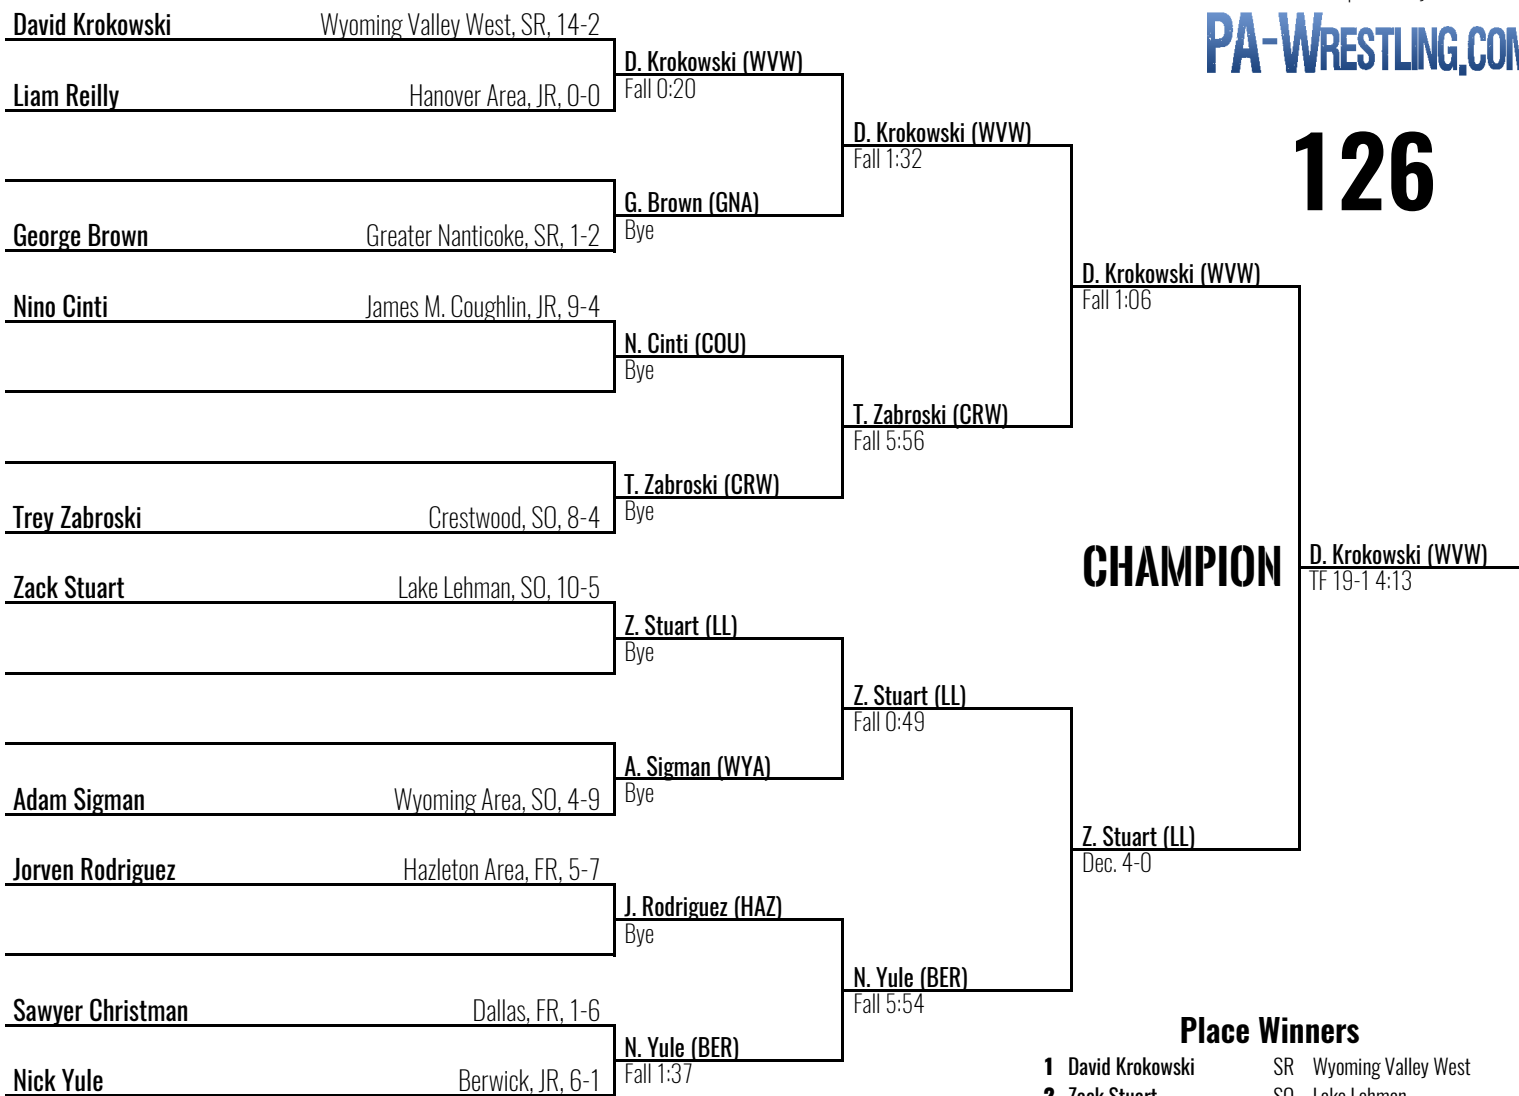 David Krokowski Wyoming Valley West, SR, 14-2
Liam Reilly Hanover Area, JR, 0-0
George Brown Greater Nanticoke, SR, 1-2
Nino Cinti James M. Coughlin, JR, 9-4
Trey Zabroski Crestwood, SO, 8-4
Zack Stuart Lake Lehman, SO, 10-5
Adam Sigman Wyoming Area, SO, 4-9
Jorven Rodriguez Hazleton Area, FR, 5-7
Sawyer Christman Dallas, FR, 1-6
Nick Yule Berwick, JR, 6-1
D. Krokowski (WVW)
Fall 0:20
G. Brown (GNA)
Bye
N. Cinti (COU)
Bye
T. Zabroski (CRW)
Bye
Z. Stuart (LL)
Bye
A. Sigman (WYA)
Bye
J. Rodriguez (HAZ)
Bye
N. Yule (BER)
Fall 1:37
D. Krokowski (WVW)
Fall 1:32
T. Zabroski (CRW)
Fall 5:56
Z. Stuart (LL)
Fall 0:49
N. Yule (BER)
Fall 5:54
D. Krokowski (WVW)
Fall 1:06
Z. Stuart (LL)
Dec. 4-0
CHAMPION
D. Krokowski (WVW)
TF 19-1 4:13
PA-WRESTLING.COM
126
Place Winners
1 David Krokowski SR Wyoming Valley West
2 Zack Stuart SO Lake Lehman